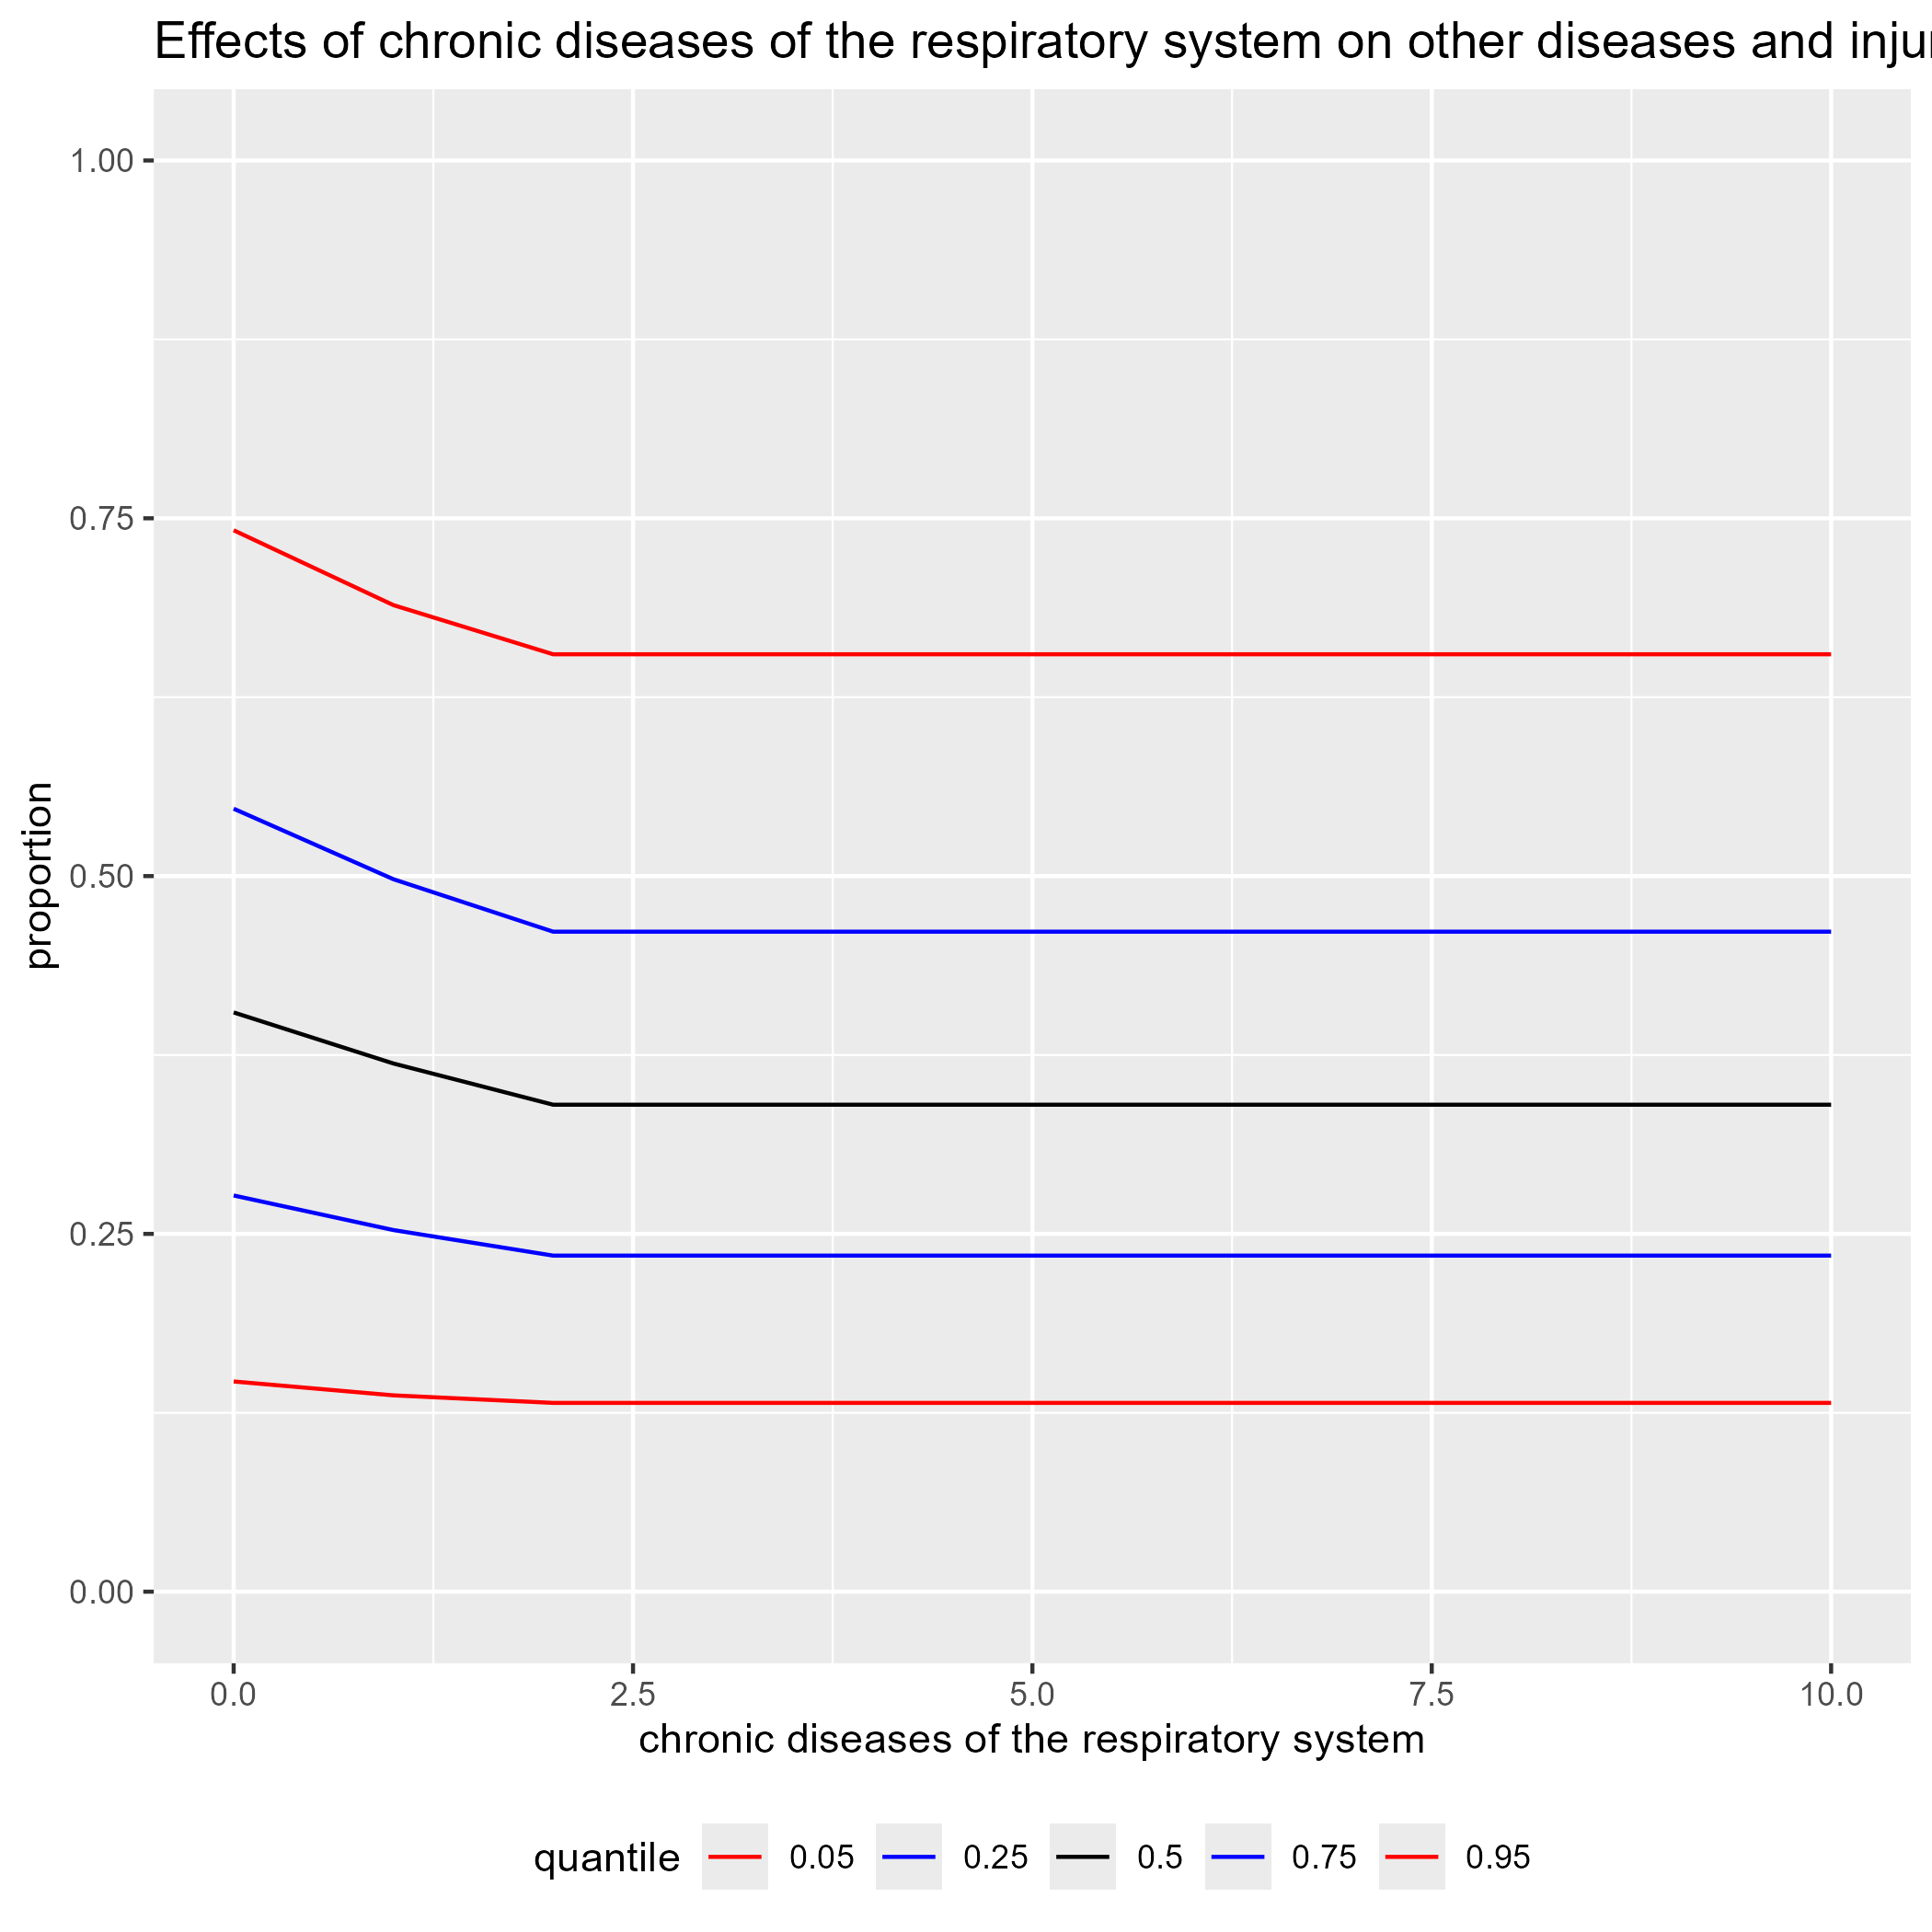 Effects of chronic diseases of the respiratory system on other diseases and
1.00
0.75
0.50
0.25
0.00
proportion
0.0 2.5 5.0 7.5 10.0
chronic diseases of the respiratory system
quantile 0.05 0.25 0.5 0.75 0.95